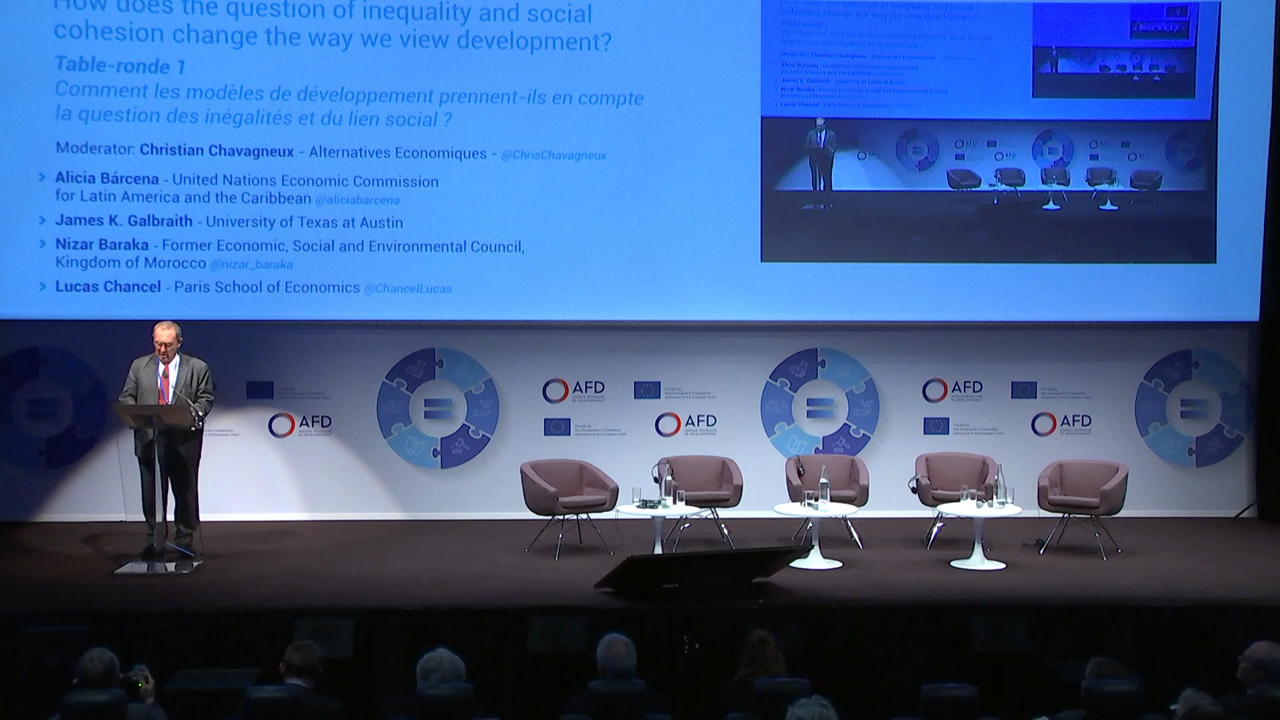 How does the question of inequality and social
cohesion change the way we view development?
Table-ronde 1
Comment les modèles de développement prennent-ils en compte
la question des inégalités et du lien social ?
Moderator: Christian Chavagneux - Alternatives Economiques - @ChrisChavagneux
Alicia Bárcena - United Nations Economic Commission
for Latin America and the Caribbean @aliciabarcena
James K. Galbraith - University of Texas at Austin
Nizar Baraka - Former Economic, Social and Environmental Council,
Kingdom of Morocco @nizar_baraka
Lucas Chancel - Paris School of Economics @ChancelLucas
AFD
AFD
AFD
AFD
AFD